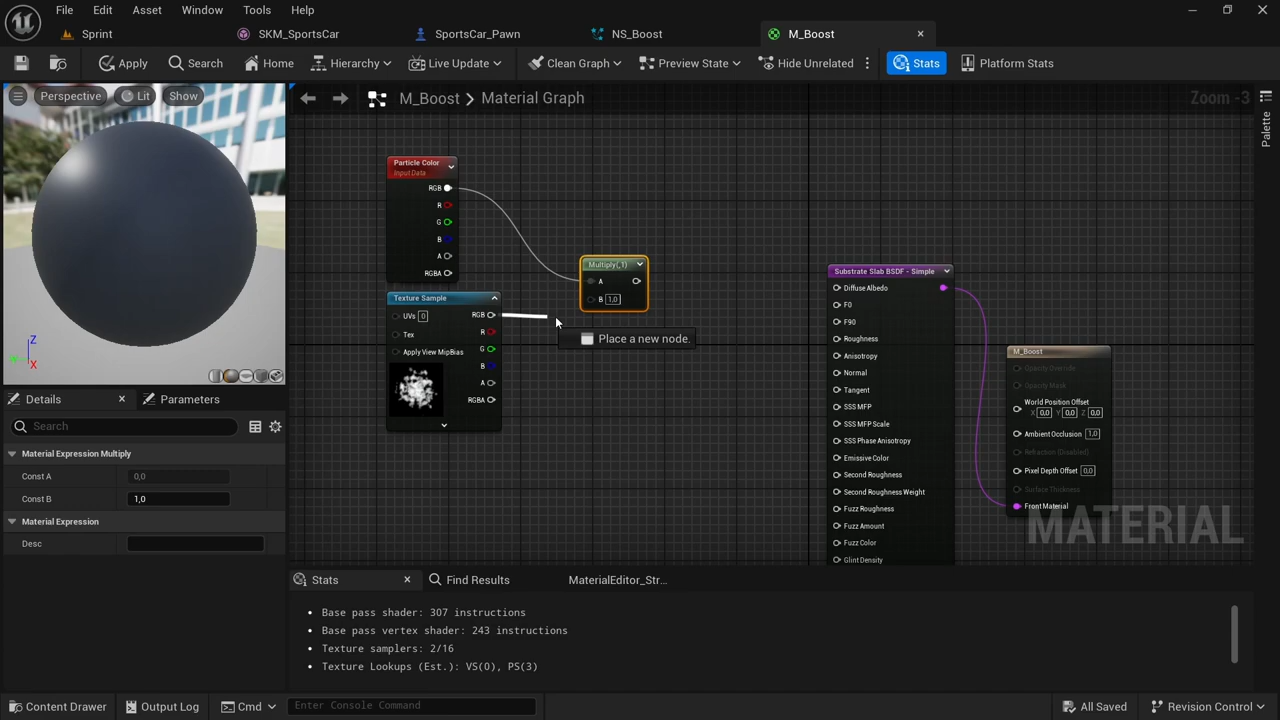 File Edit Asset Window Tools Help
Sprint SKM_SportsCar SportsCar_Pawn NS_Boost M_Boost
Apply Search Home Hierarchy Live Update Clean Graph Preview State Hide Unrelated Stats Platform Stats
Perspective Lit Show
M_Boost > Material Graph
Zoom -3
Palette
Particle Color
Input Data
RGB
R
G
B
A
RGBA
Texture Sample
UVs 0
Tex
Apply View MipBias
RGB
R
G
B
A
RGBA
Multiply(,1)
A
B 1,0
Place a new node.
Substrate Slab BSDF - Simple
Diffuse Albedo
F0
F90
Roughness
Anisotropy
Normal
Tangent
SSS MFP
SSS MFP Scale
SSS Phase Anisotropy
Emissive Color
Second Roughness
Second Roughness Weight
Fuzz Roughness
Fuzz Amount
Fuzz Color
Glint Density
M_Boost
Opacity Override
Opacity Mask
World Position Offset
X 0,0 Y 0,0 Z 0,0
Ambient Occlusion 1,0
Refraction (Disabled)
Pixel Depth Offset 0,0
Surface Thickness
Front Material
MATERIAL
Z
X
Details Parameters
Search
Material Expression Multiply
Const A 0,0
Const B 1,0
Material Expression
Desc
Stats Find Results MaterialEditor_Str...
• Base pass shader: 307 instructions
• Base pass vertex shader: 243 instructions
• Texture samplers: 2/16
• Texture Lookups (Est.): VS(0), PS(3)
Content Drawer Output Log Cmd Enter Console Command All Saved Revision Control